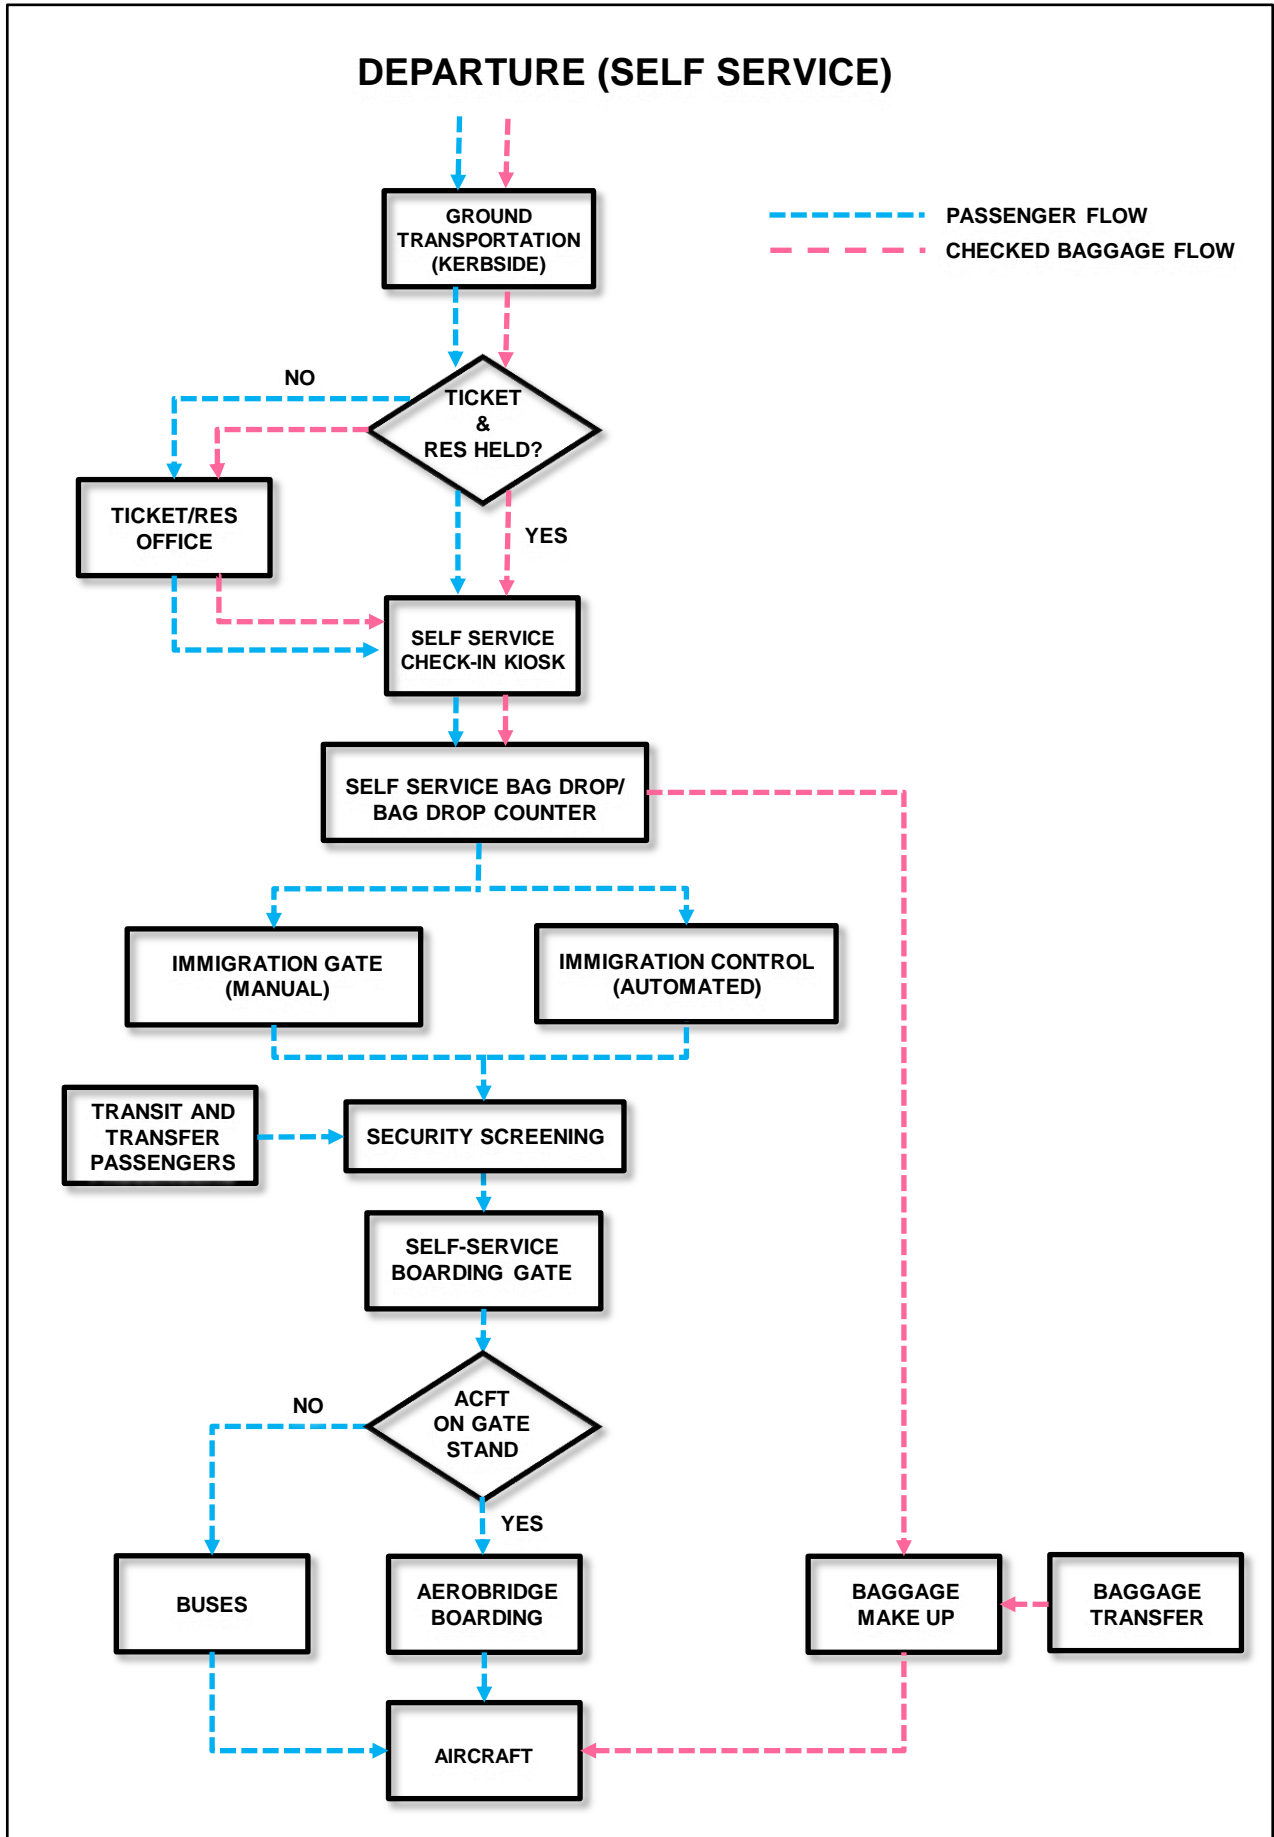 DEPARTURE (SELF SERVICE)
GROUND
TRANSPORTATION
(KERBSIDE)
PASSENGER FLOW
CHECKED BAGGAGE FLOW
NO
TICKET
&
RES HELD?
TICKET/RES
OFFICE
YES
SELF SERVICE
CHECK-IN KIOSK
SELF SERVICE BAG DROP/
BAG DROP COUNTER
IMMIGRATION GATE
(MANUAL)
IMMIGRATION CONTROL
(AUTOMATED)
TRANSIT AND
TRANSFER
PASSENGERS
SECURITY SCREENING
SELF-SERVICE
BOARDING GATE
NO
ACFT
ON GATE
STAND
YES
BUSES
AEROBRIDGE
BOARDING
BAGGAGE
MAKE UP
BAGGAGE
TRANSFER
AIRCRAFT